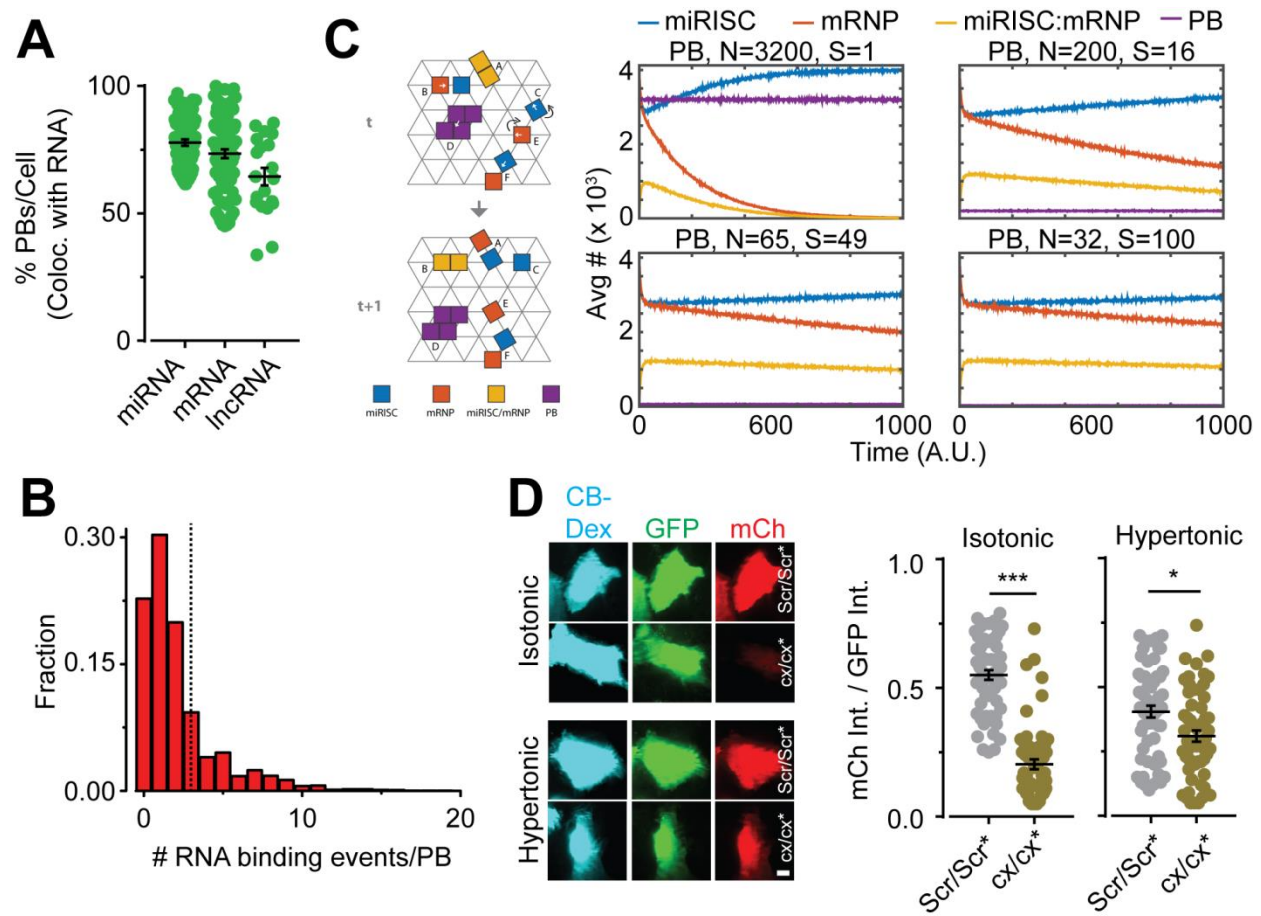 A
100
50
0
% PBs/Cell
(Coloc. with RNA)
miRNA
mRNA
lncRNA
C
t
A
B
C
D
E
F
t+1
A
B
C
D
E
F
miRISC
mRNP
miRISC/mRNP
PB
miRISC
mRNP
miRISC:mRNP
PB
PB, N=3200, S=1
PB, N=200, S=16
PB, N=65, S=49
PB, N=32, S=100
Avg # (x 10³)
4
2
0
4
2
0
0
600
1000
0
600
1000
Time (A.U.)
B
0.30
0.15
0.00
Fraction
0
10
20
# RNA binding events/PB
D
CB-
Dex
GFP
mCh
Isotonic
Scr/Scr*
cx/cx*
Hypertonic
Scr/Scr*
cx/cx*
Isotonic
Hypertonic
***
*
mCh Int. / GFP Int.
1.0
0.5
0.0
Scr/Scr*
cx/cx*
Scr/Scr*
cx/cx*